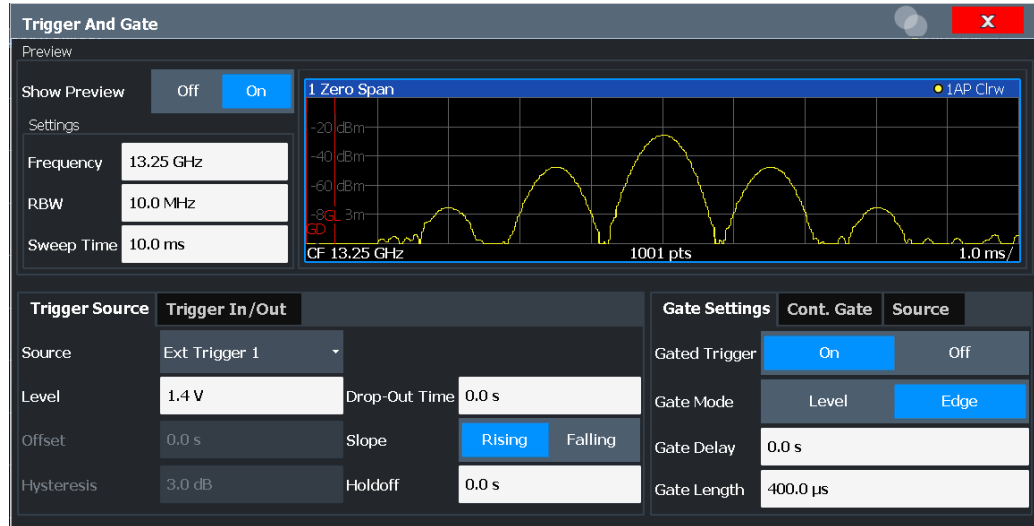 Trigger And Gate X
Preview
Show Preview Off On
1 Zero Span 1AP Clrw
Settings
-20 dBm
Frequency 13.25 GHz
-40 dBm
-60 dBm
RBW 10.0 MHz
GL
GD
Sweep Time 10.0 ms
CF 13.25 GHz 1001 pts 1.0 ms/
Trigger Source Trigger In/Out
Gate Settings Cont. Gate Source
Source Ext Trigger 1
Gated Trigger On Off
Level 1.4 V Drop-Out Time 0.0 s
Gate Mode Level Edge
Offset 0.0 s Slope Rising Falling
Gate Delay 0.0 s
Hysteresis 3.0 dB Holdoff 0.0 s
Gate Length 400.0 µs